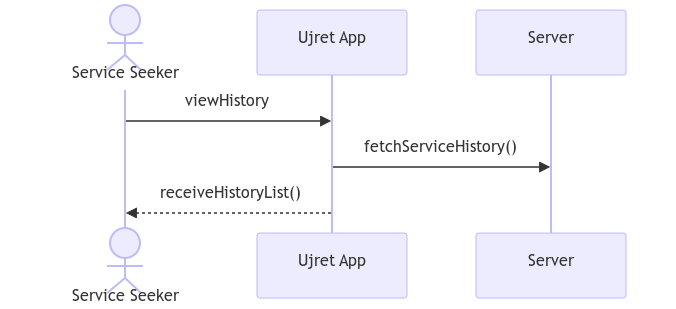 Ujret App
Server
Service Seeker
viewHistory
fetchServiceHistory()
receiveHistoryList()
Ujret App
Server
Service Seeker